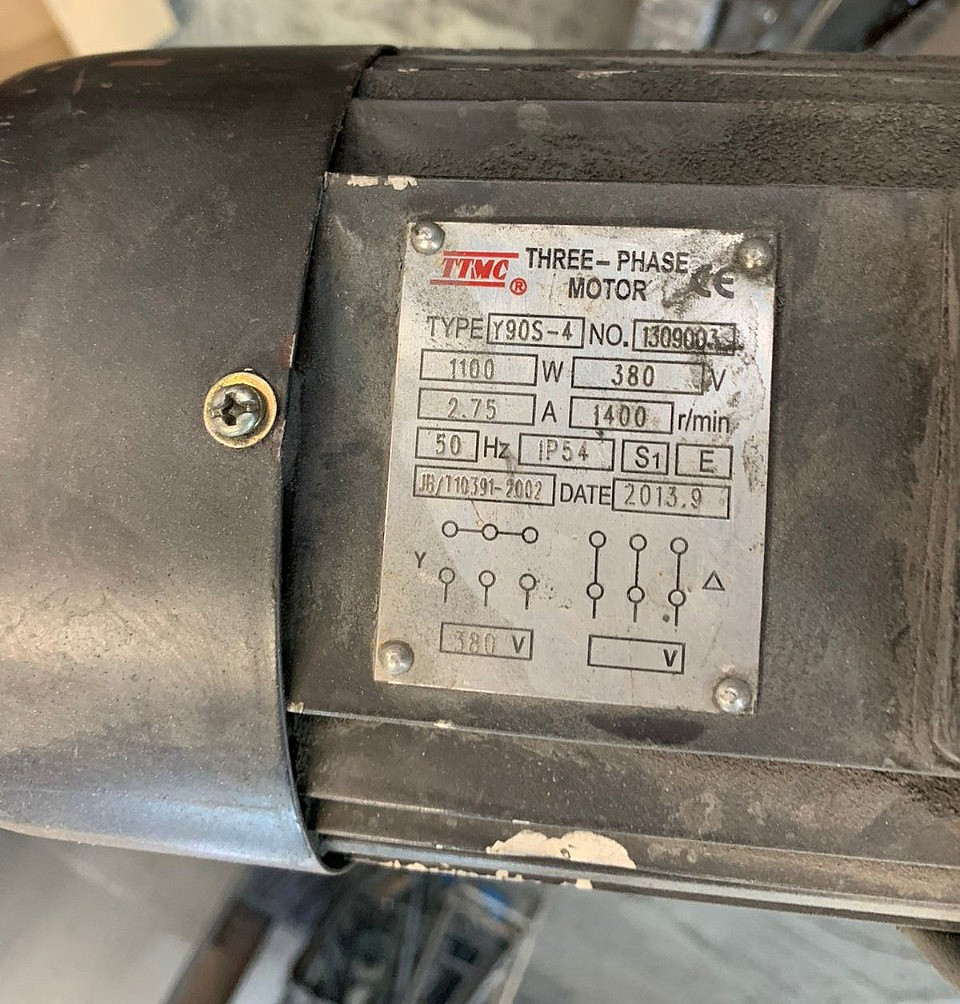 TTMC® THREE-PHASE
MOTOR CE
TYPE Y90S-4 NO. 1309003
1100 W 380 V
2.75 A 1400 r/min
50 Hz IP54 S1 E
JB/T10391-2002 DATE 2013.9
Y △
380 V V